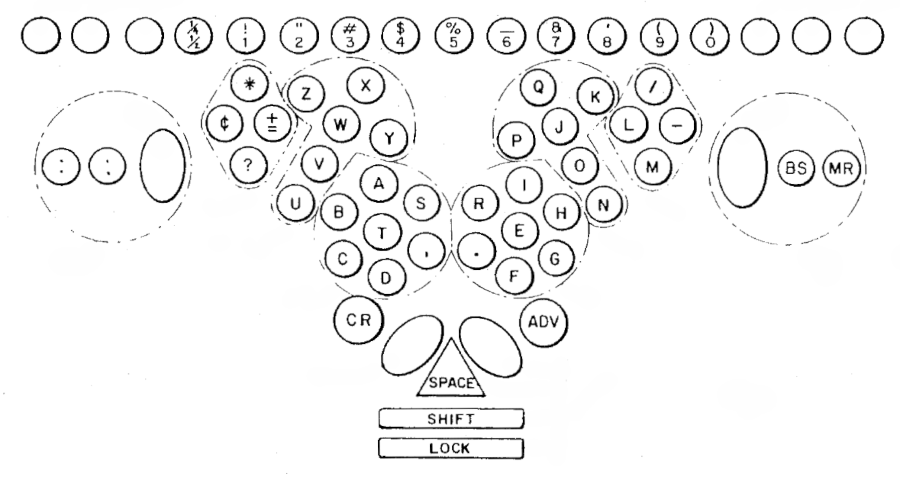 ¼ ! " # $ % _ & ' ( )
½ 1 2 3 4 5 6 7 8 9 0
* Z X Q K /
¢ ± = W Y P J L -
: ; ? V O M BS MR
U B A S R I H N
T E
C , . G
D F
CR ADV
SPACE
SHIFT
LOCK